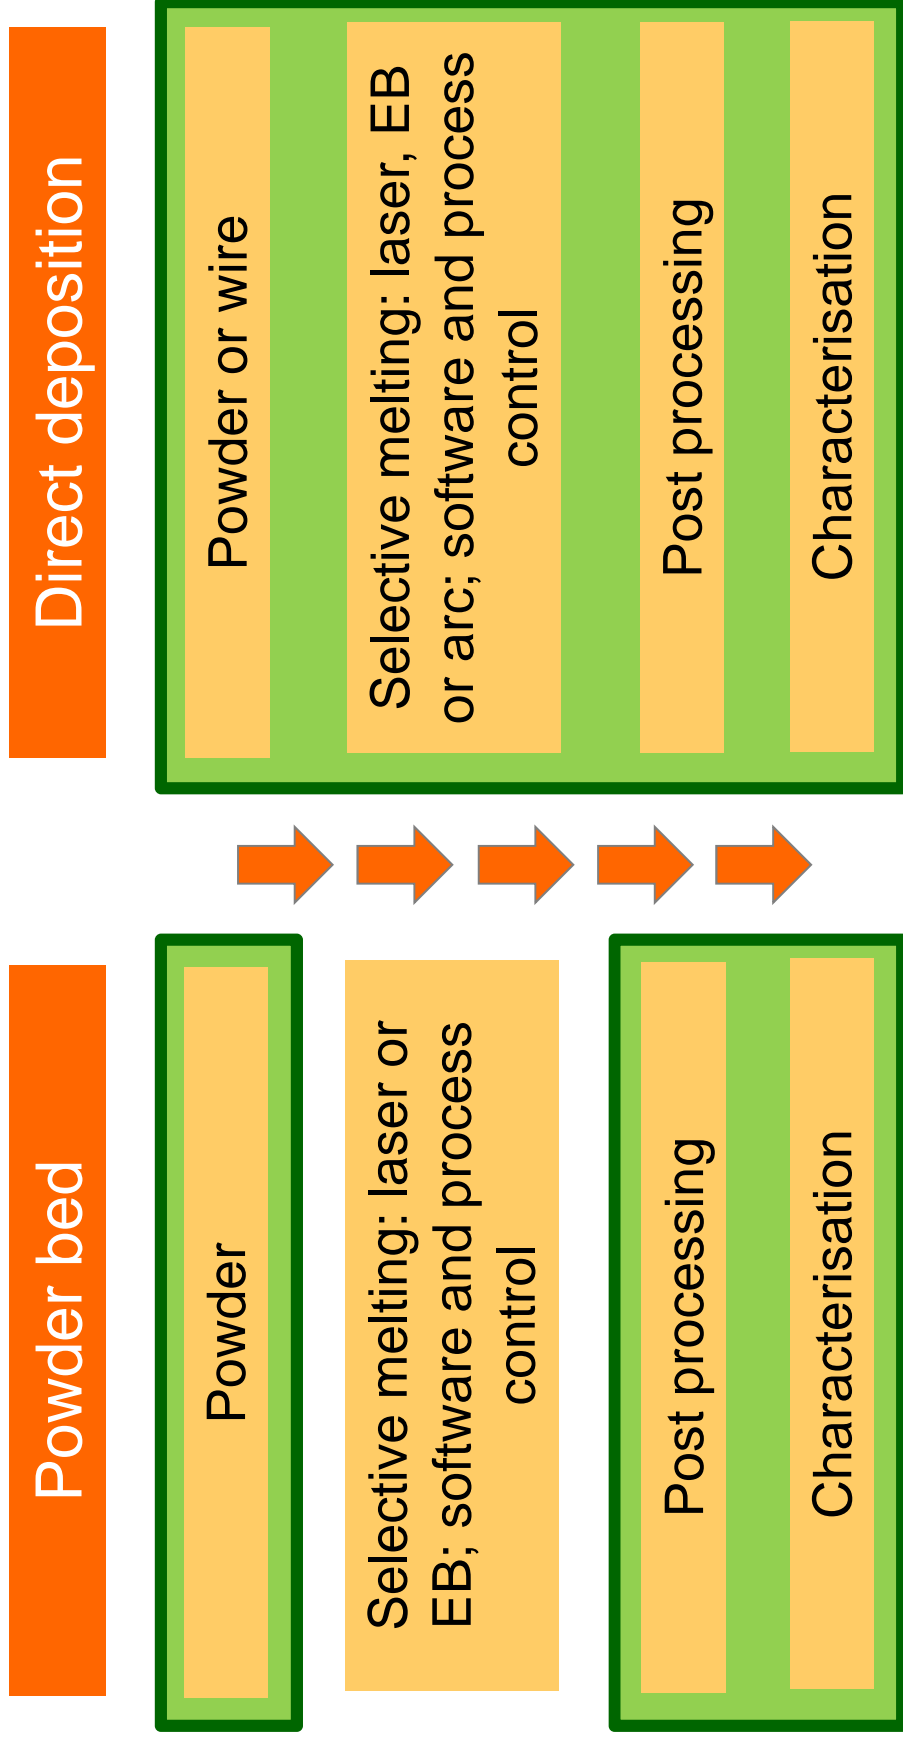 Powder bed
Direct deposition
Powder
Powder or wire
Selective melting: laser or
EB; software and process
control
Selective melting: laser, EB
or arc; software and process
control
Post processing
Post processing
Characterisation
Characterisation